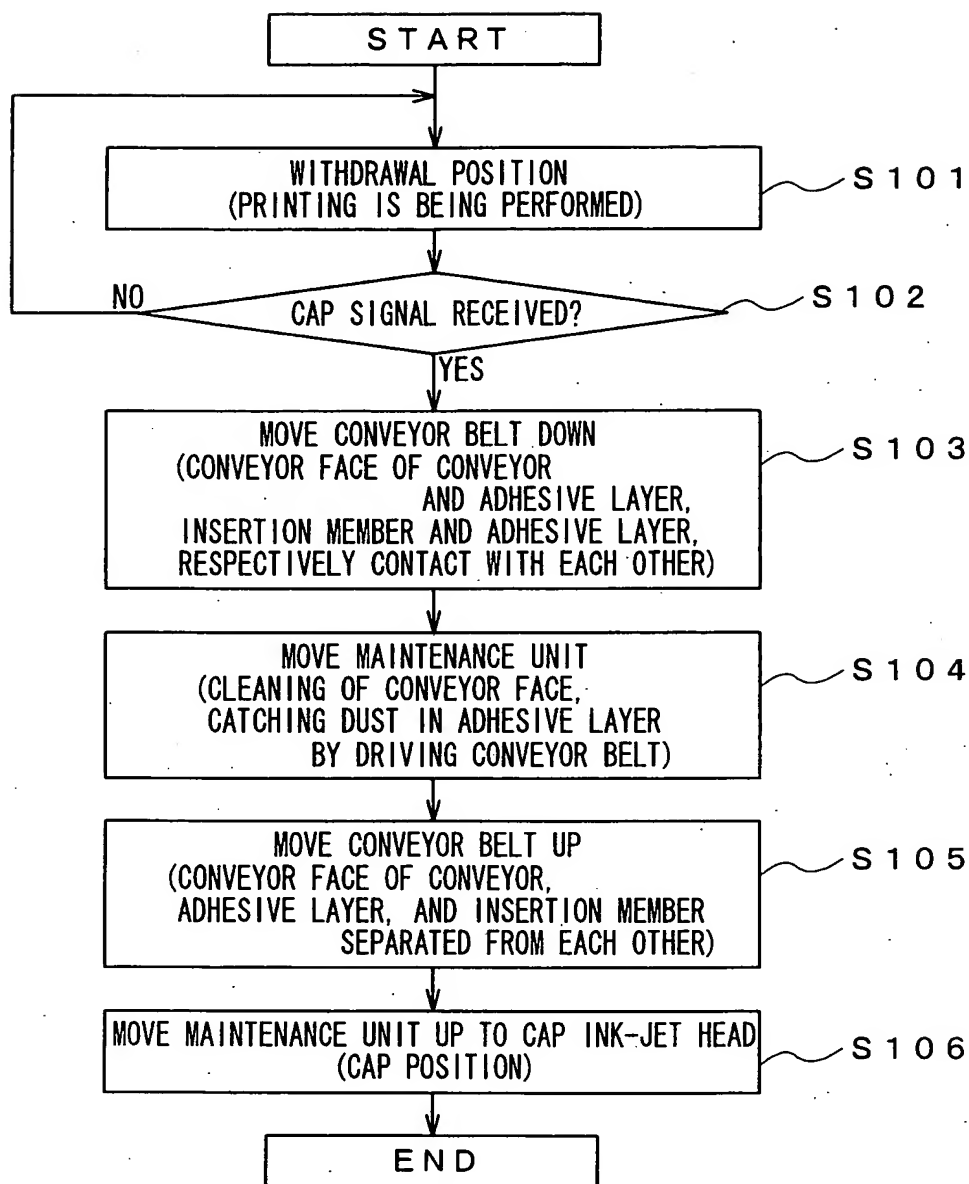 START
WITHDRAWAL POSITION
(PRINTING IS BEING PERFORMED)
S101
CAP SIGNAL RECEIVED?
S102
NO
YES
MOVE CONVEYOR BELT DOWN
(CONVEYOR FACE OF CONVEYOR
AND ADHESIVE LAYER,
INSERTION MEMBER AND ADHESIVE LAYER,
RESPECTIVELY CONTACT WITH EACH OTHER)
S103
MOVE MAINTENANCE UNIT
(CLEANING OF CONVEYOR FACE,
CATCHING DUST IN ADHESIVE LAYER
BY DRIVING CONVEYOR BELT)
S104
MOVE CONVEYOR BELT UP
(CONVEYOR FACE OF CONVEYOR,
ADHESIVE LAYER, AND INSERTION MEMBER
SEPARATED FROM EACH OTHER)
S105
MOVE MAINTENANCE UNIT UP TO CAP INK-JET HEAD
(CAP POSITION)
S106
END